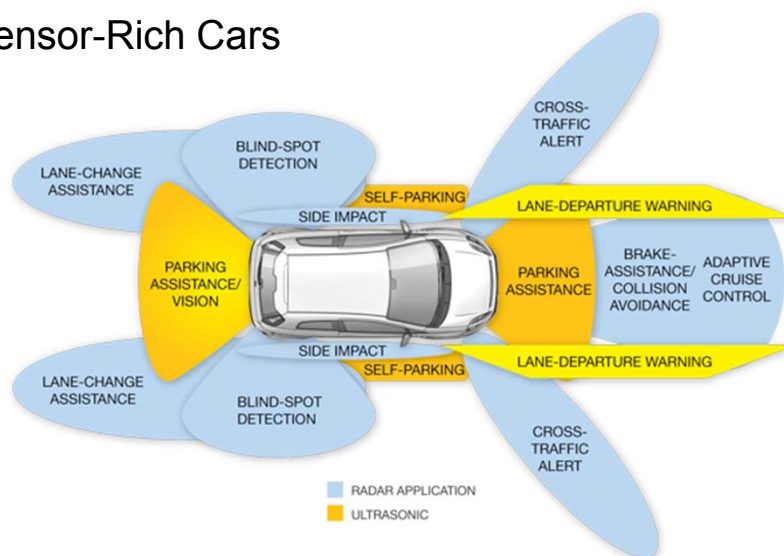 ensor-Rich Cars
CROSS-
TRAFFIC
ALERT
BLIND-SPOT
DETECTION
LANE-CHANGE
ASSISTANCE
SELF-PARKING
LANE-DEPARTURE WARNING
SIDE IMPACT
PARKING
ASSISTANCE/
VISION
PARKING
ASSISTANCE
BRAKE-
ASSISTANCE/
COLLISION
AVOIDANCE
ADAPTIVE
CRUISE
CONTROL
SIDE IMPACT
LANE-DEPARTURE WARNING
SELF-PARKING
LANE-CHANGE
ASSISTANCE
BLIND-SPOT
DETECTION
CROSS-
TRAFFIC
ALERT
RADAR APPLICATION
ULTRASONIC